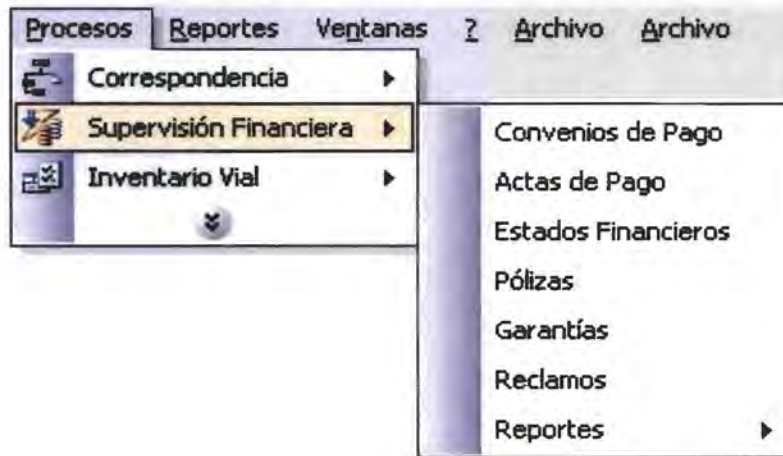 Procesos Reportes Ventanas ? Archivo Archivo
Correspondencia
Supervisión Financiera
Inventario Vial
Convenios de Pago
Actas de Pago
Estados Financieros
Pólizas
Garantías
Reclamos
Reportes